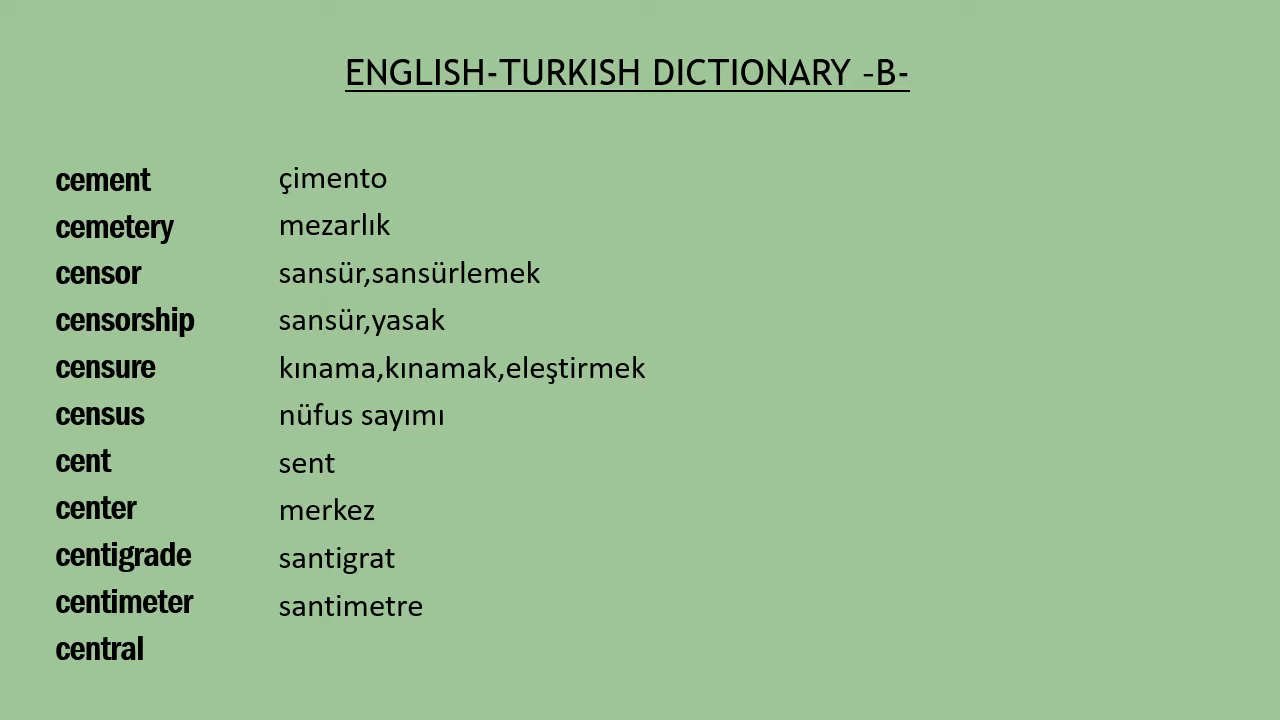 ENGLISH-TURKISH DICTIONARY –B-
cement çimento
cemetery mezarlık
censor sansür,sansürlemek
censorship sansür,yasak
censure kınama,kınamak,eleştirmek
census nüfus sayımı
cent sent
center merkez
centigrade santigrat
centimeter santimetre
central